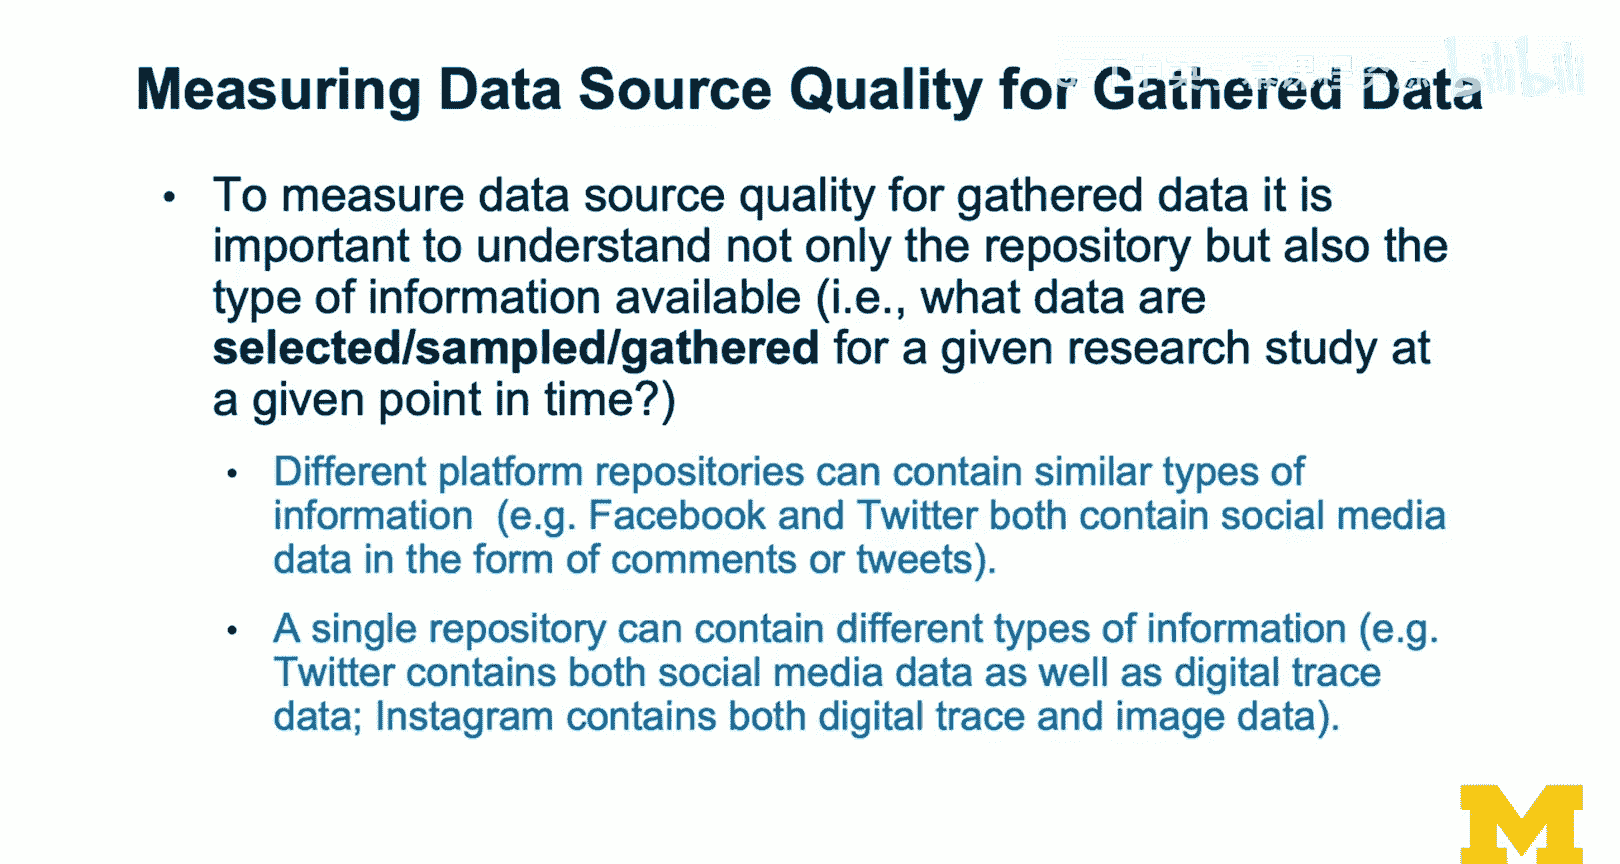 Measuring Data Source Quality for Gathered Data
bilibili
• To measure data source quality for gathered data it is
important to understand not only the repository but also the
type of information available (i.e., what data are
selected/sampled/gathered for a given research study at
a given point in time?)
• Different platform repositories can contain similar types of
information (e.g. Facebook and Twitter both contain social media
data in the form of comments or tweets).
• A single repository can contain different types of information (e.g.
Twitter contains both social media data as well as digital trace
data; Instagram contains both digital trace and image data).
M